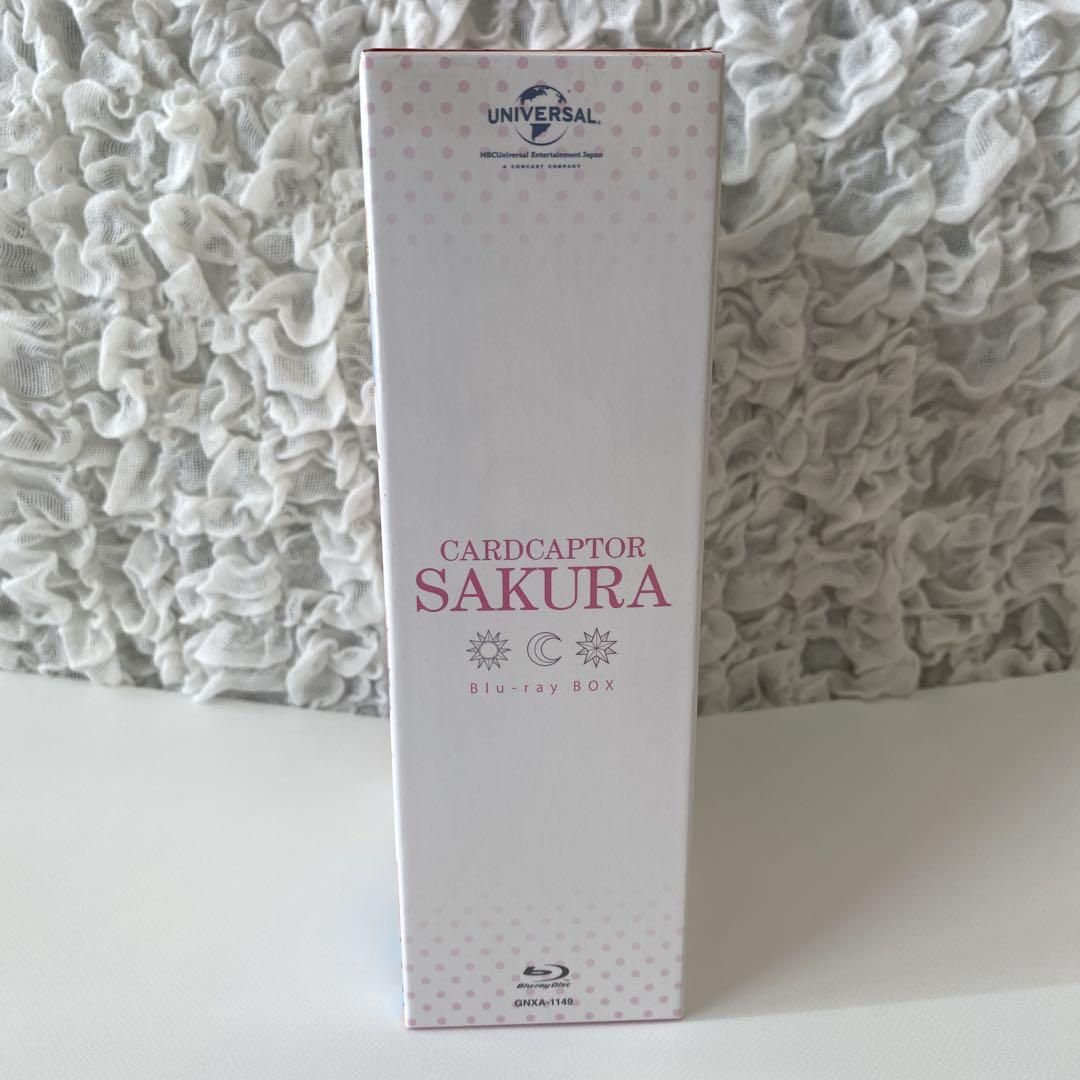 UNIVERSAL
NBCUniversal Entertainment Japan
A COMCAST COMPANY
CARDCAPTOR
SAKURA
Blu-ray BOX
Blu-ray Disc
GNXA-1149